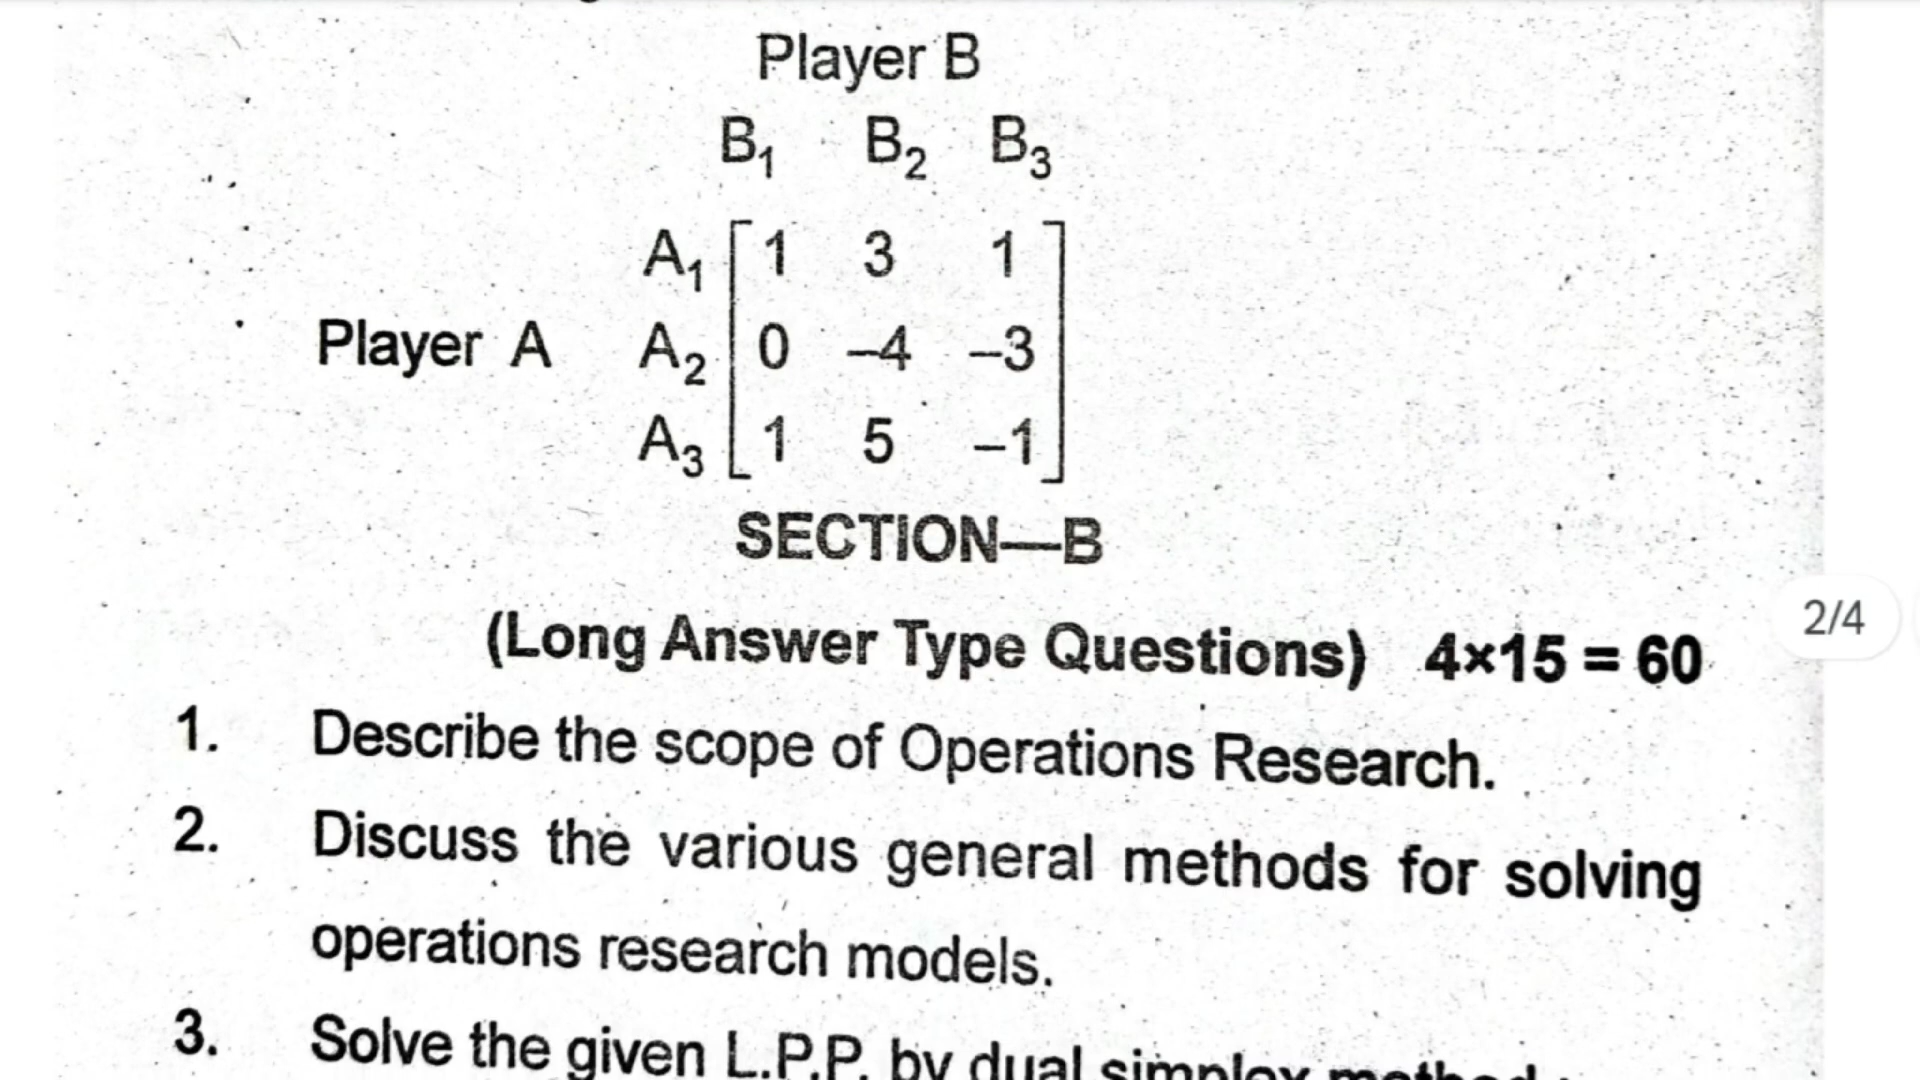 Player B
B₁ B₂ B₃
A₁ 1 3 1
Player A A₂ 0 –4 –3
A₃ 1 5 –1
SECTION—B
(Long Answer Type Questions) 4×15 = 60
2/4
1. Describe the scope of Operations Research.
2. Discuss the various general methods for solving
operations research models.
3. Solve the given L.P.P. by dual simplex method :